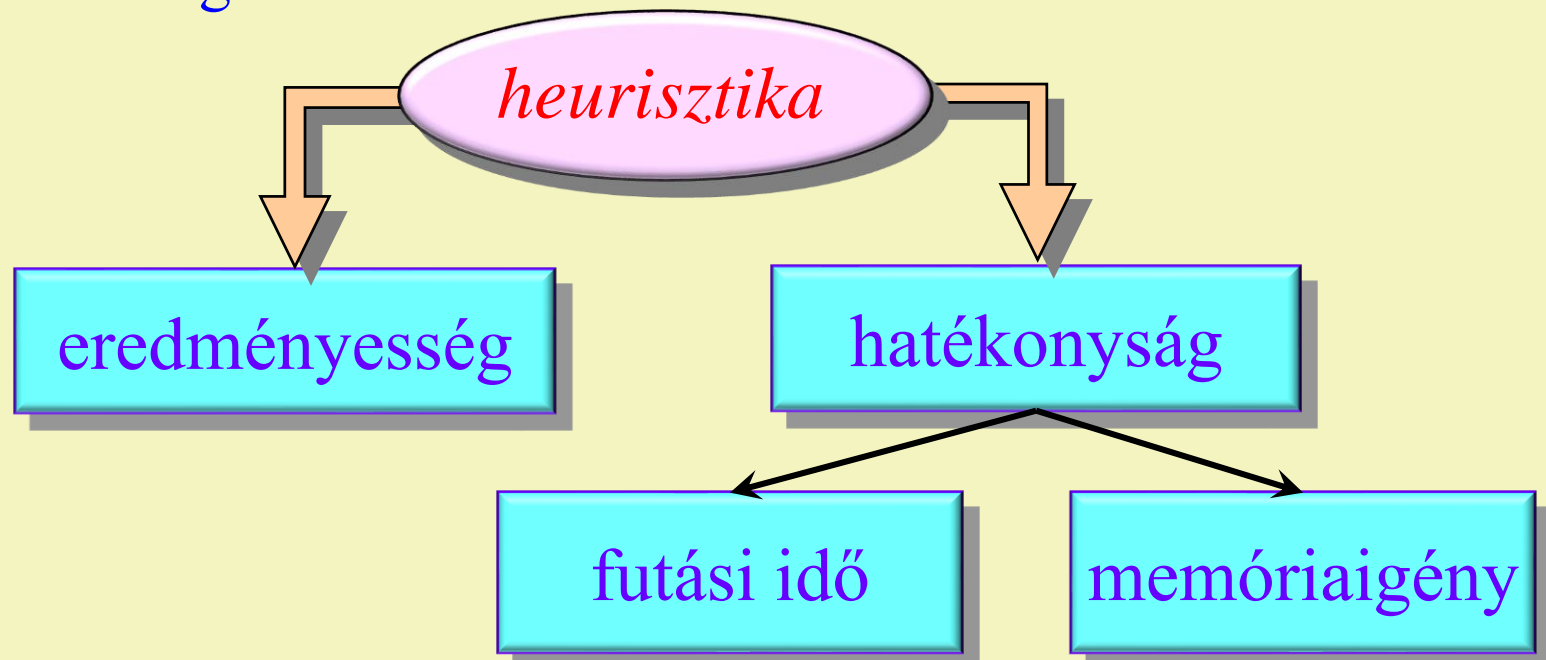 heurisztika
eredményesség
hatékonyság
futási idő
memóriaigény